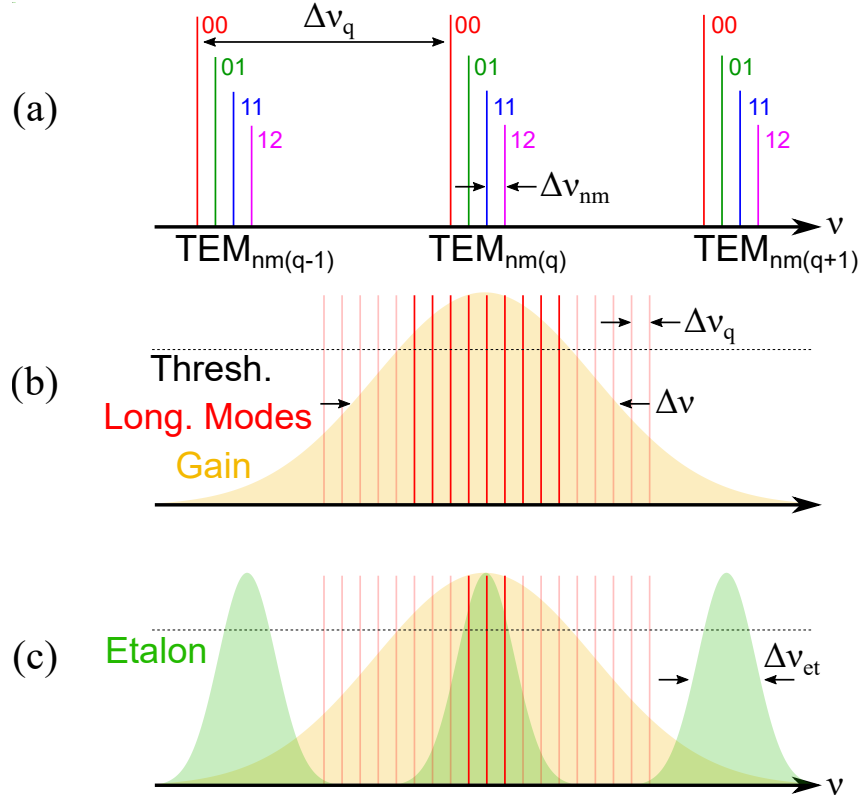 (a)
Δν_q
00
01
11
12
00
01
11
12
Δν_nm
00
01
11
12
ν
TEM_nm(q-1)
TEM_nm(q)
TEM_nm(q+1)
(b)
Δν_q
Thresh.
Long. Modes
Δν
Gain
(c)
Etalon
Δν_et
ν